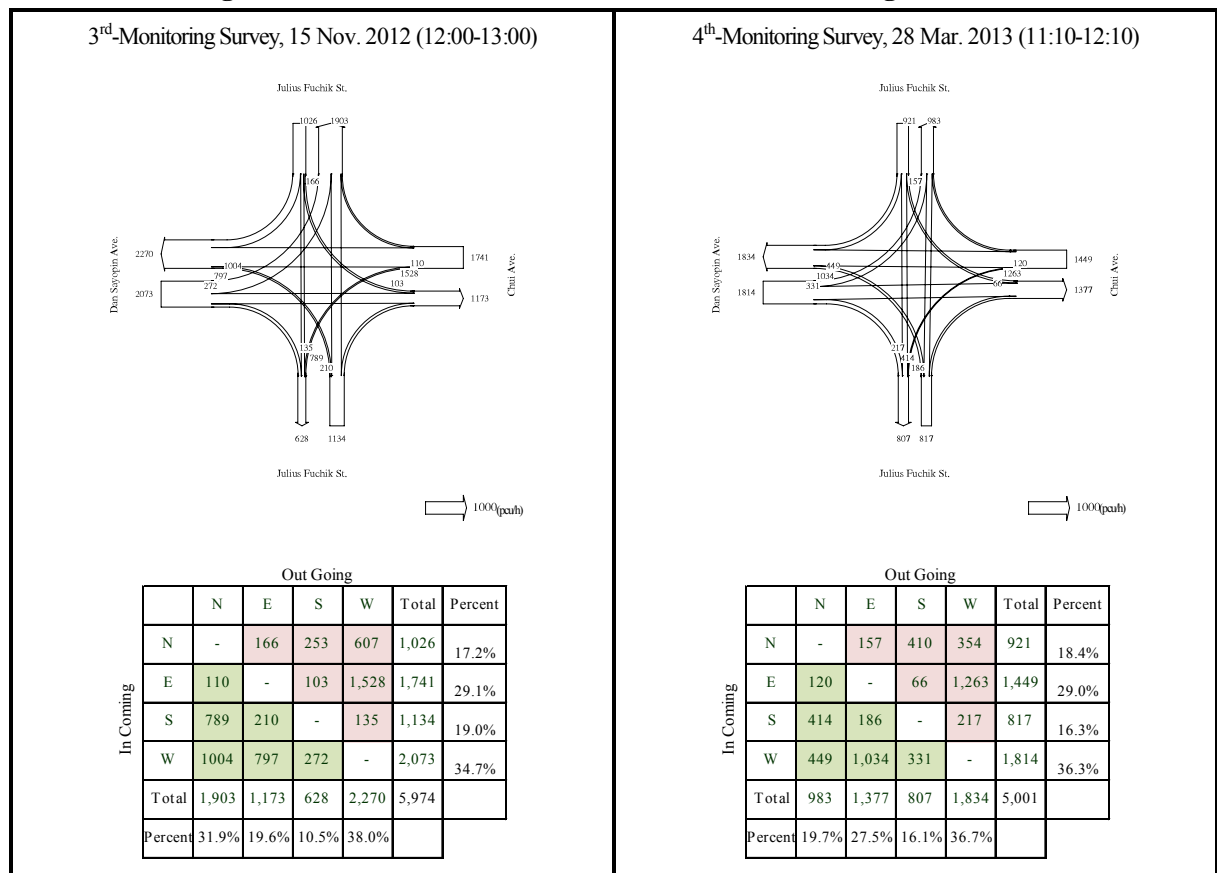 3rd-Monitoring Survey, 15 Nov. 2012 (12:00-13:00)
Julius Fuchik St.
1026 1903
166
Dan Sayopin Ave.
2270
2073
1004
797
272
110
1528
103
1741
1173
Chui Ave.
135
789
210
628 1134
Julius Fuchik St.
1000(pcu/h)
Out Going
In Coming
N E S W Total Percent
N - 166 253 607 1,026 17.2%
E 110 - 103 1,528 1,741 29.1%
S 789 210 - 135 1,134 19.0%
W 1004 797 272 - 2,073 34.7%
Total 1,903 1,173 628 2,270 5,974
Percent 31.9% 19.6% 10.5% 38.0%
4th-Monitoring Survey, 28 Mar. 2013 (11:10-12:10)
Julius Fuchik St.
921 983
157
Dan Sayopin Ave.
1834
1814
449
1034
331
120
1263
66
1449
1377
Chui Ave.
217
414
186
807 817
Julius Fuchik St.
1000(pcu/h)
Out Going
In Coming
N E S W Total Percent
N - 157 410 354 921 18.4%
E 120 - 66 1,263 1,449 29.0%
S 414 186 - 217 817 16.3%
W 449 1,034 331 - 1,814 36.3%
Total 983 1,377 807 1,834 5,001
Percent 19.7% 27.5% 16.1% 36.7%